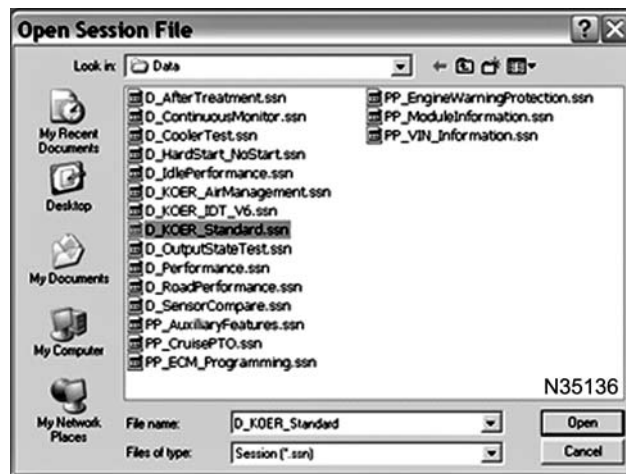 Open Session File
Look in:
Data
My Recent
Documents
Desktop
My Documents
My Computer
My Network
Places
D_AfterTreatment.ssn
D_ContinuousMonitor.ssn
D_CoolerTest.ssn
D_HardStart_NoStart.ssn
D_IdlePerformance.ssn
D_KOER_AirManagement.ssn
D_KOER_IDT_V6.ssn
D_KOER_Standard.ssn
D_OutputStateTest.ssn
D_Performance.ssn
D_RoadPerformance.ssn
D_SensorCompare.ssn
PP_AuxiliaryFeatures.ssn
PP_CruisePTO.ssn
PP_ECM_Programming.ssn
PP_EngineWarningProtection.ssn
PP_ModuleInformation.ssn
PP_VIN_Information.ssn
N35136
File name:
D_KOER_Standard
Open
Files of type:
Session (*.ssn)
Cancel